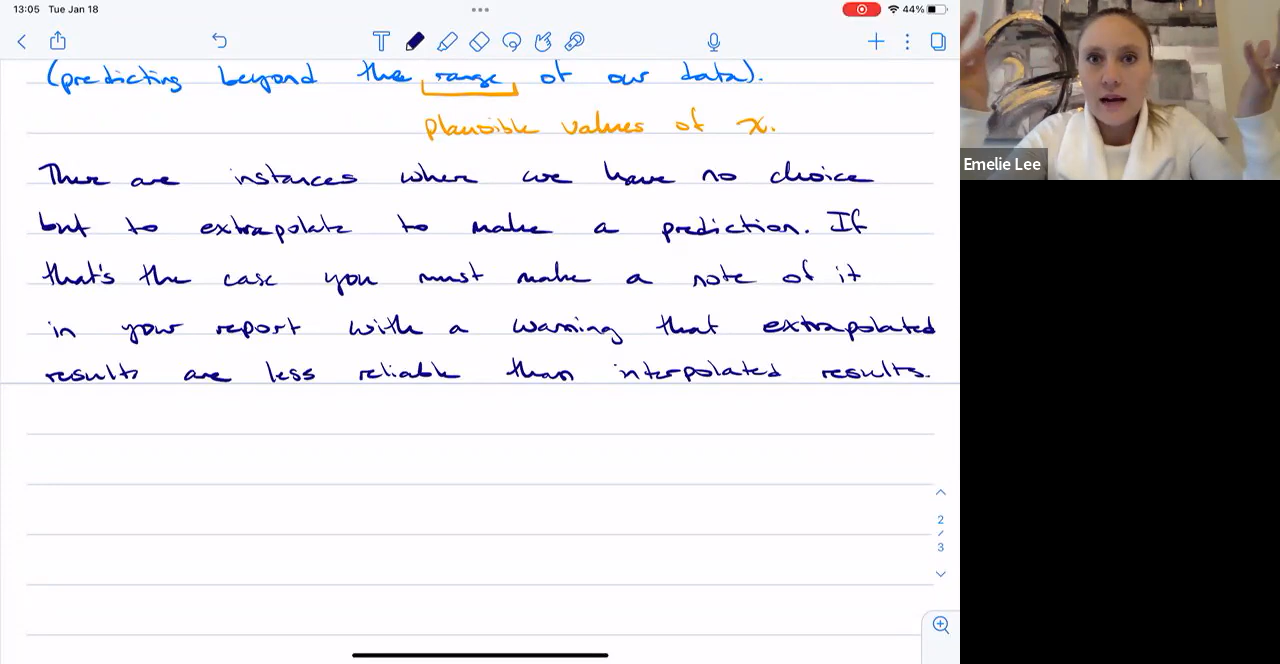 13:05 Tue Jan 18
44%
(predicting beyond the range of our data).
plausible values of x.
There are instances where we have no choice
but to extrapolate to make a prediction. If
that's the case you must make a note of it
in your report with a warning that extrapolated
results are less reliable than interpolated results.
2
/
3
Emelie Lee